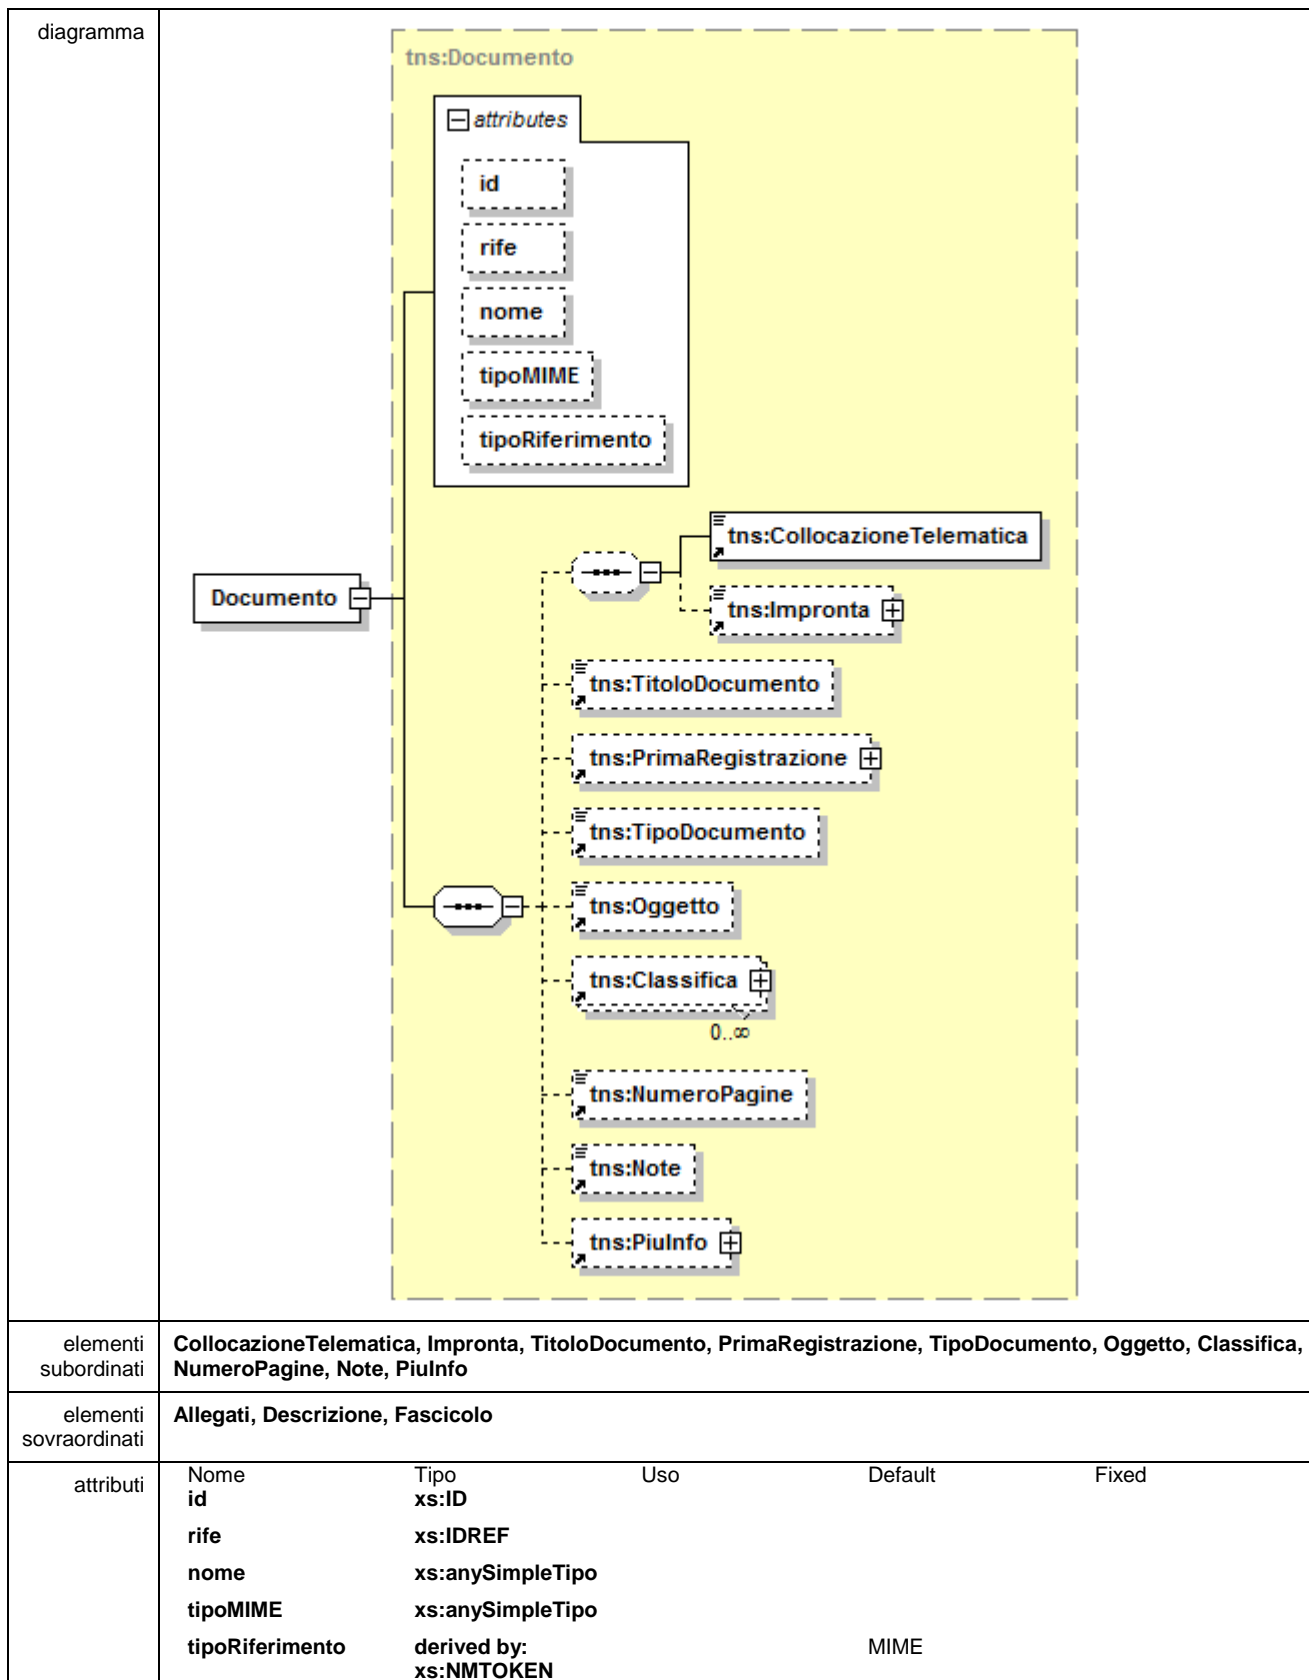 diagramma
tns:Documento
attributes
id
rife
nome
tipoMIME
tipoRiferimento
Documento
tns:CollocazioneTelematica
tns:Impronta
tns:TitoloDocumento
tns:PrimaRegistrazione
tns:TipoDocumento
tns:Oggetto
tns:Classifica
0..∞
tns:NumeroPagine
tns:Note
tns:PiuInfo
elementi
subordinati
CollocazioneTelematica, Impronta, TitoloDocumento, PrimaRegistrazione, TipoDocumento, Oggetto, Classifica,
NumeroPagine, Note, PiuInfo
elementi
sovraordinati
Allegati, Descrizione, Fascicolo
attributi
Nome Tipo Uso Default Fixed
id xs:ID
rife xs:IDREF
nome xs:anySimpleTipo
tipoMIME xs:anySimpleTipo
tipoRiferimento derived by: MIME
xs:NMTOKEN